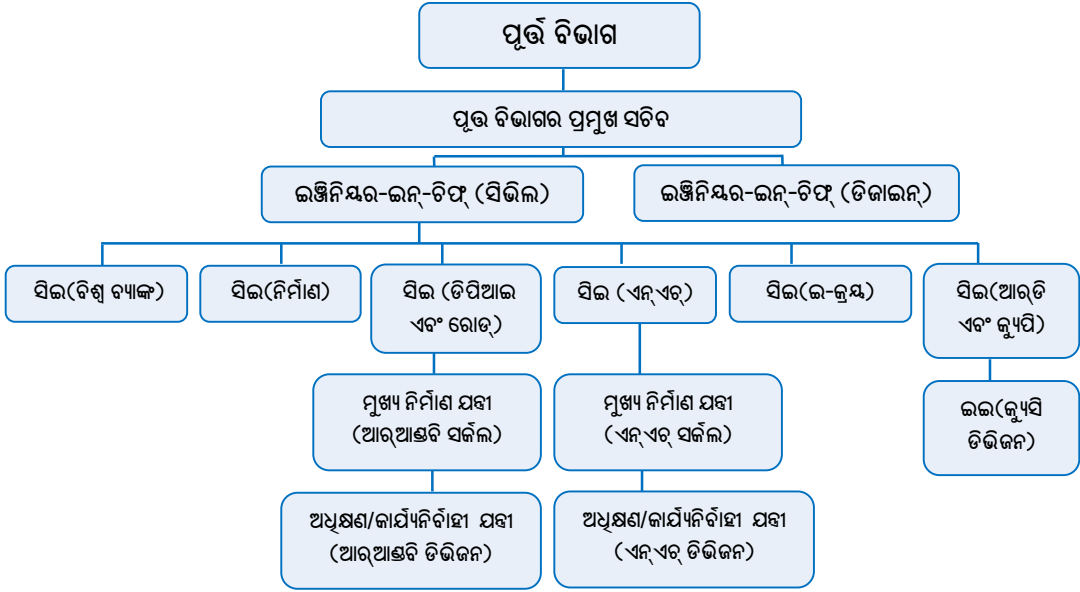 ପୂର୍ତ୍ତ ବିଭାଗ
ପୂତ୍ତ ବିଭାଗର ପ୍ରମୁଖ ସଚିବ
ଇଞ୍ଜିନିୟର-ଇନ୍-ଚିଫ୍ (ସିଭିଲ)
ଇଞ୍ଜିନିୟର-ଇନ୍-ଚିଫ୍ (ଡିଜାଇନ୍)
ସିଇ(ବିଶ୍ୱ ବ୍ୟାଙ୍କ)
ସିଇ(ନିର୍ମାଣ)
ସିଇ (ଡିପିଆଇ
ଏବଂ ରୋଡ୍)
ସିଇ (ଏନ୍ଏଚ୍)
ସିଇ(ଇ-କ୍ରୟ)
ସିଇ(ଆର୍ଡି
ଏବଂ କ୍ୟୁପି)
ମୁଖ୍ୟ ନିର୍ମାଣ ଯନ୍ତ୍ରୀ
(ଆର୍ଆଣ୍ଡବି ସର୍କଲ)
ମୁଖ୍ୟ ନିର୍ମାଣ ଯନ୍ତ୍ରୀ
(ଏନ୍ଏଚ୍ ସର୍କଲ)
ଇଇ(କ୍ୟୁସି
ଡିଭିଜନ)
ଅଧିକ୍ଷଣ/କାର୍ଯ୍ୟନିର୍ବାହୀ ଯନ୍ତ୍ରୀ
(ଆର୍ଆଣ୍ଡବି ଡିଭିଜନ)
ଅଧିକ୍ଷଣ/କାର୍ଯ୍ୟନିର୍ବାହୀ ଯନ୍ତ୍ରୀ
(ଏନ୍ଏଚ୍ ଡିଭିଜନ)